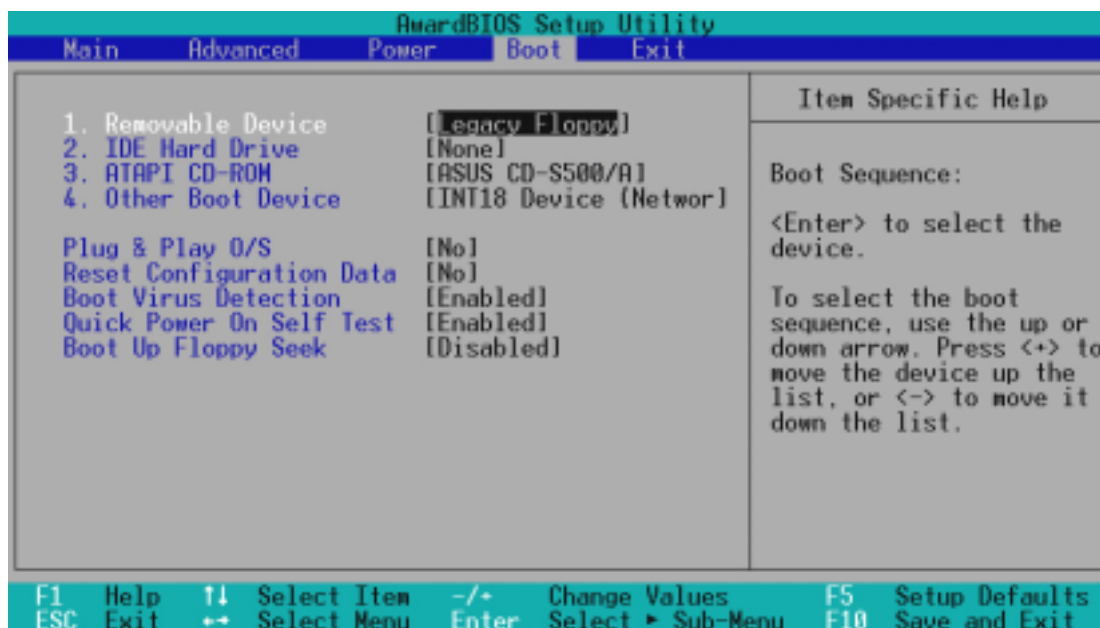 AwardBIOS Setup Utility
Main Advanced Power Boot Exit
1. Removable Device [Legacy Floppy]
2. IDE Hard Drive [None]
3. ATAPI CD-ROM [ASUS CD-S500/A]
4. Other Boot Device [INT18 Device (Networ]
Plug & Play O/S [No]
Reset Configuration Data [No]
Boot Virus Detection [Enabled]
Quick Power On Self Test [Enabled]
Boot Up Floppy Seek [Disabled]
Item Specific Help
Boot Sequence:
<Enter> to select the
device.
To select the boot
sequence, use the up or
down arrow. Press <+> to
move the device up the
list, or <-> to move it
down the list.
F1 Help ↑↓ Select Item -/+ Change Values F5 Setup Defaults
ESC Exit ←→ Select Menu Enter Select ► Sub-Menu F10 Save and Exit